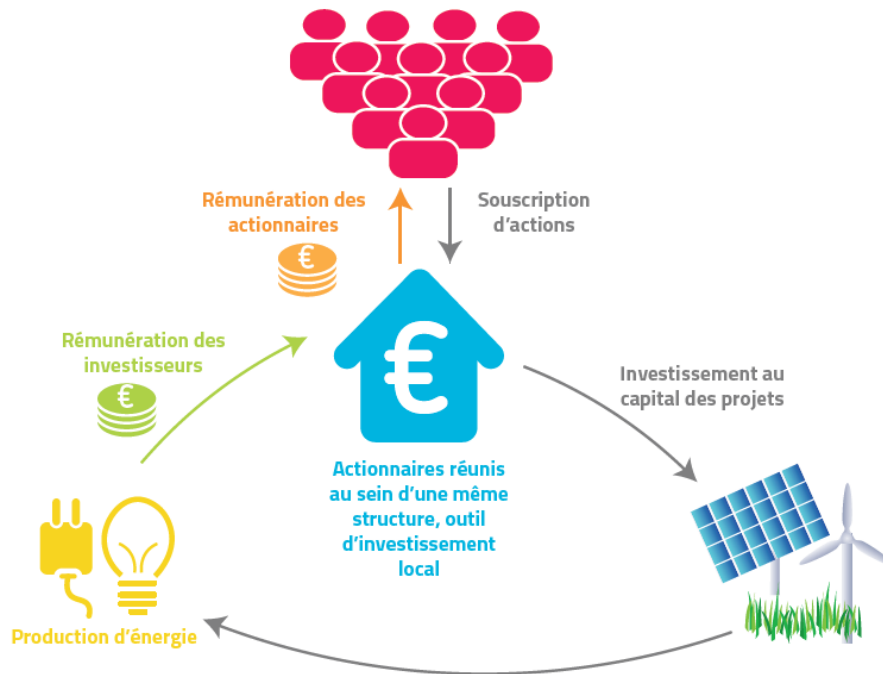 Rémunération des
actionnaires
€
Souscription
d’actions
Rémunération des
investisseurs
€
€
Investissement au
capital des projets
Actionnaires réunis
au sein d’une même
structure, outil
d’investissement
local
Production d’énergie